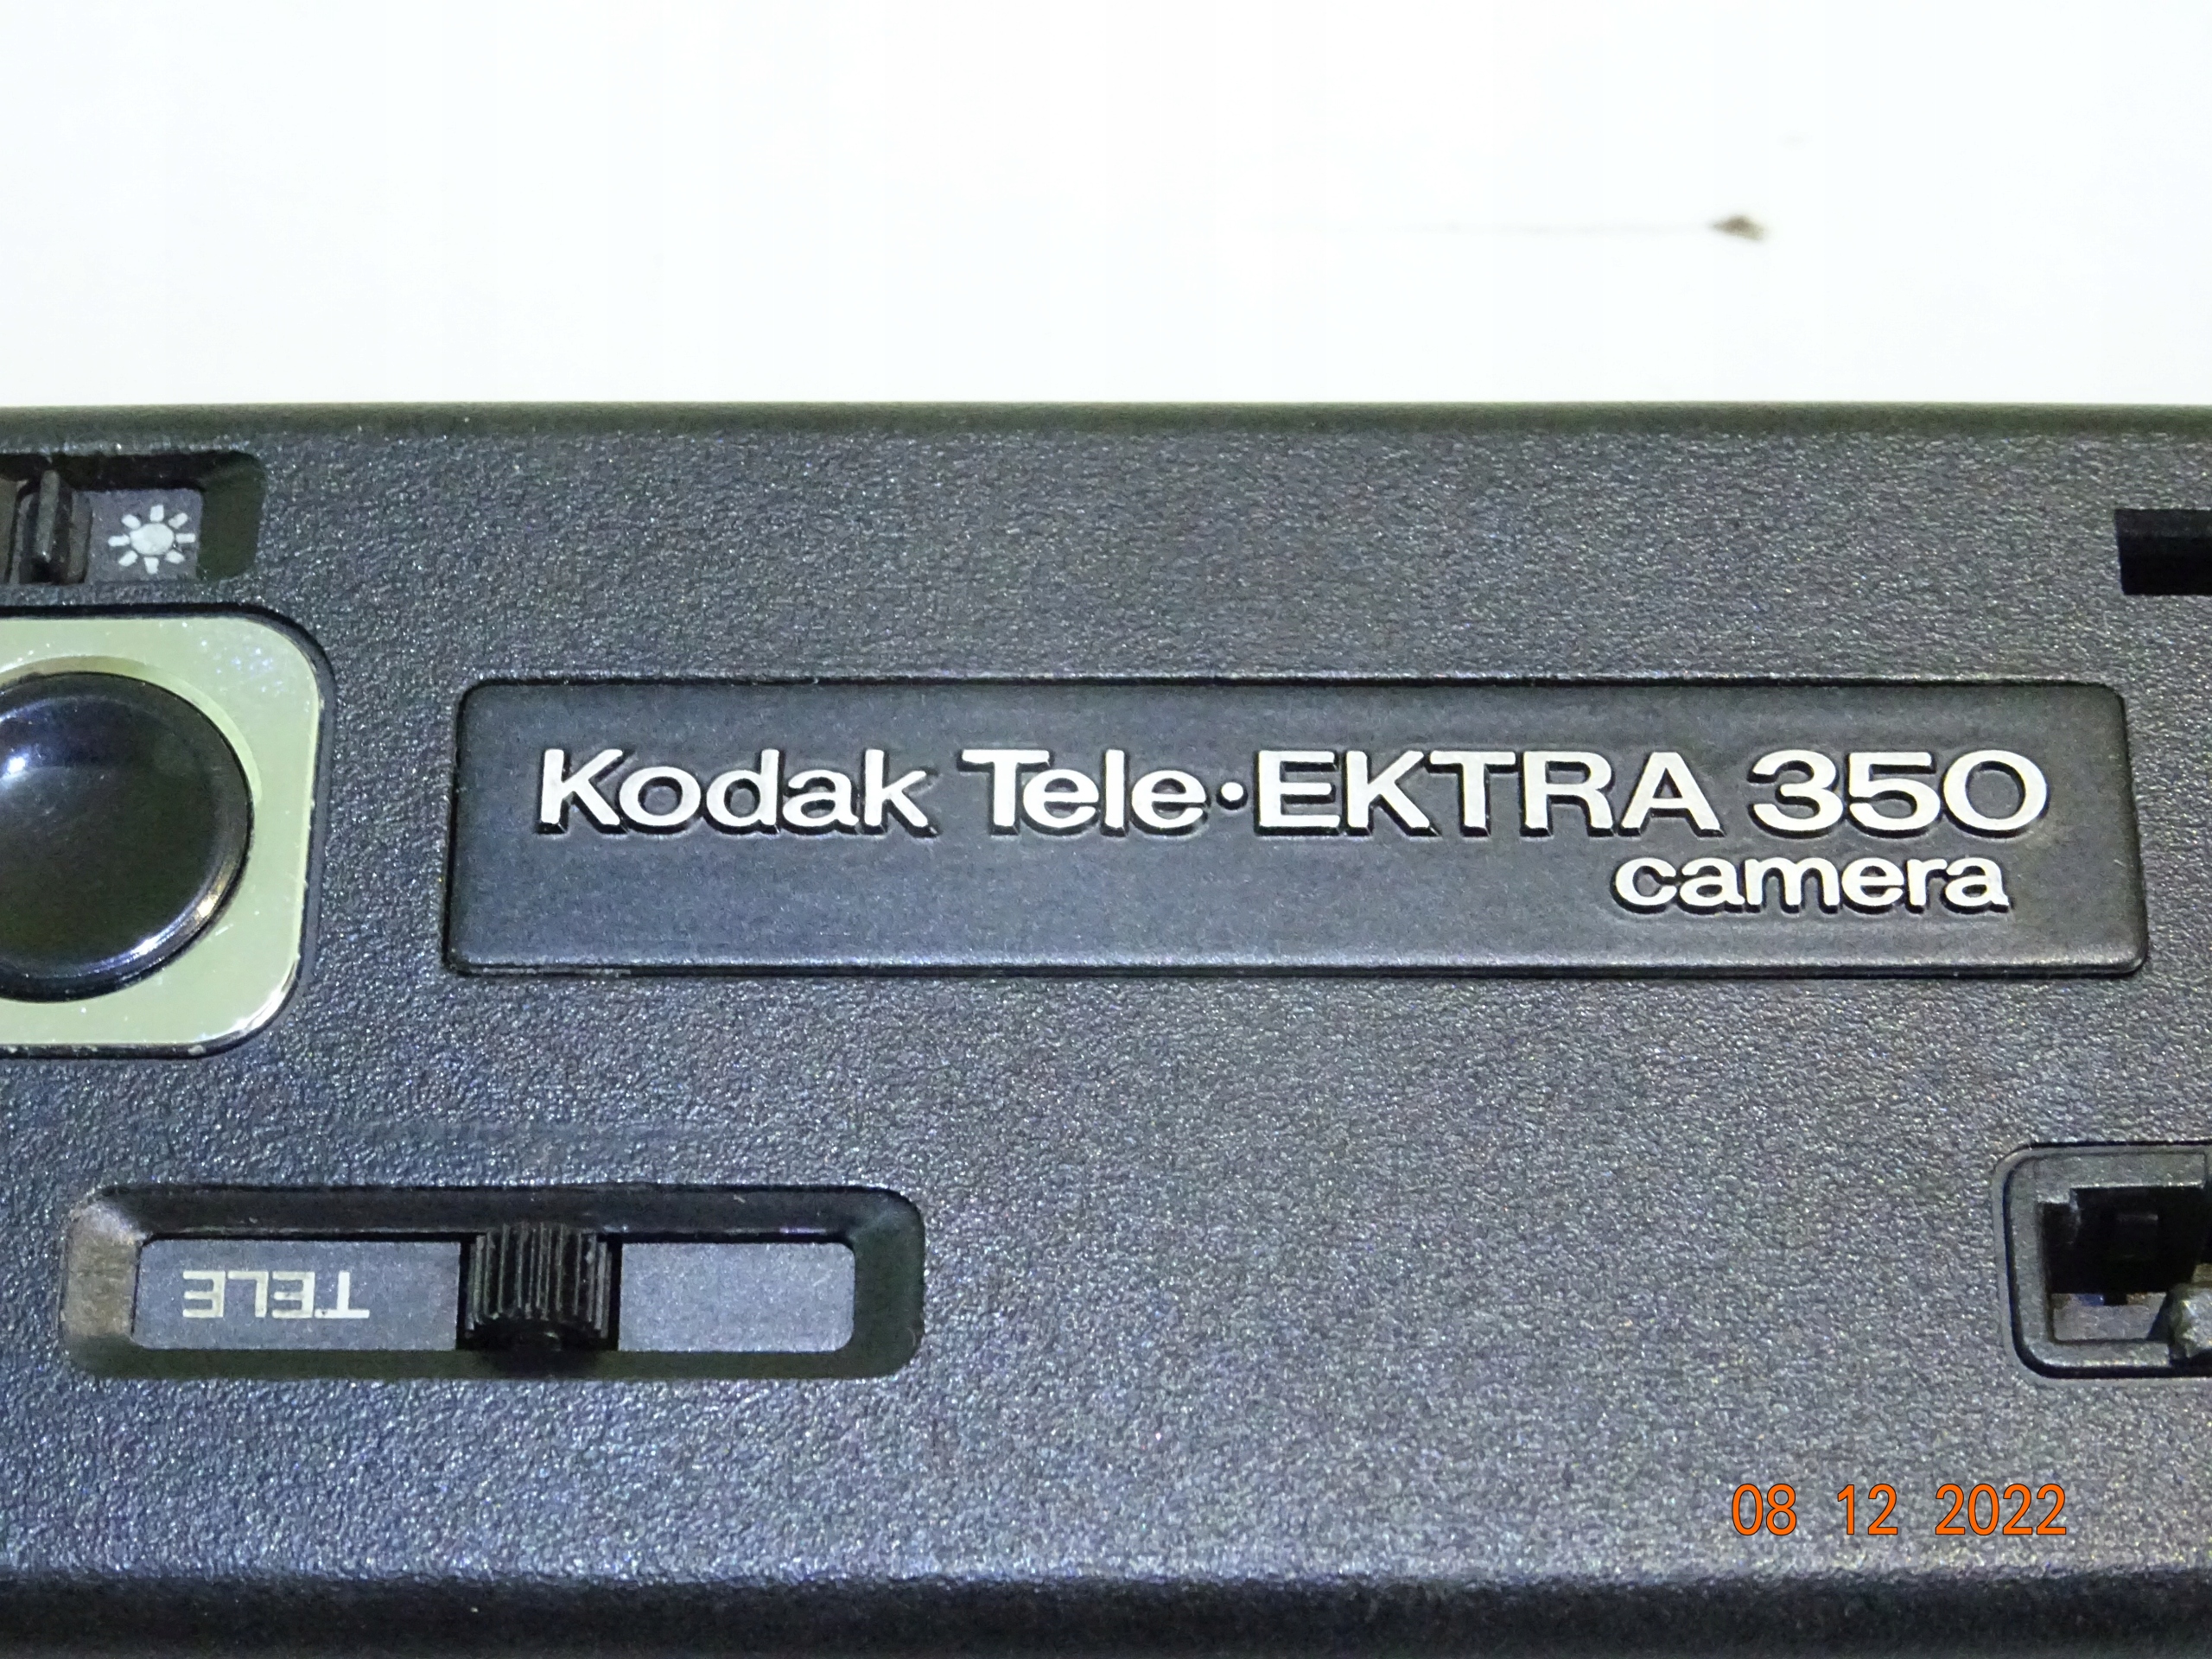 Kodak Tele·EKTRA 350
camera
TELE
08 12 2022